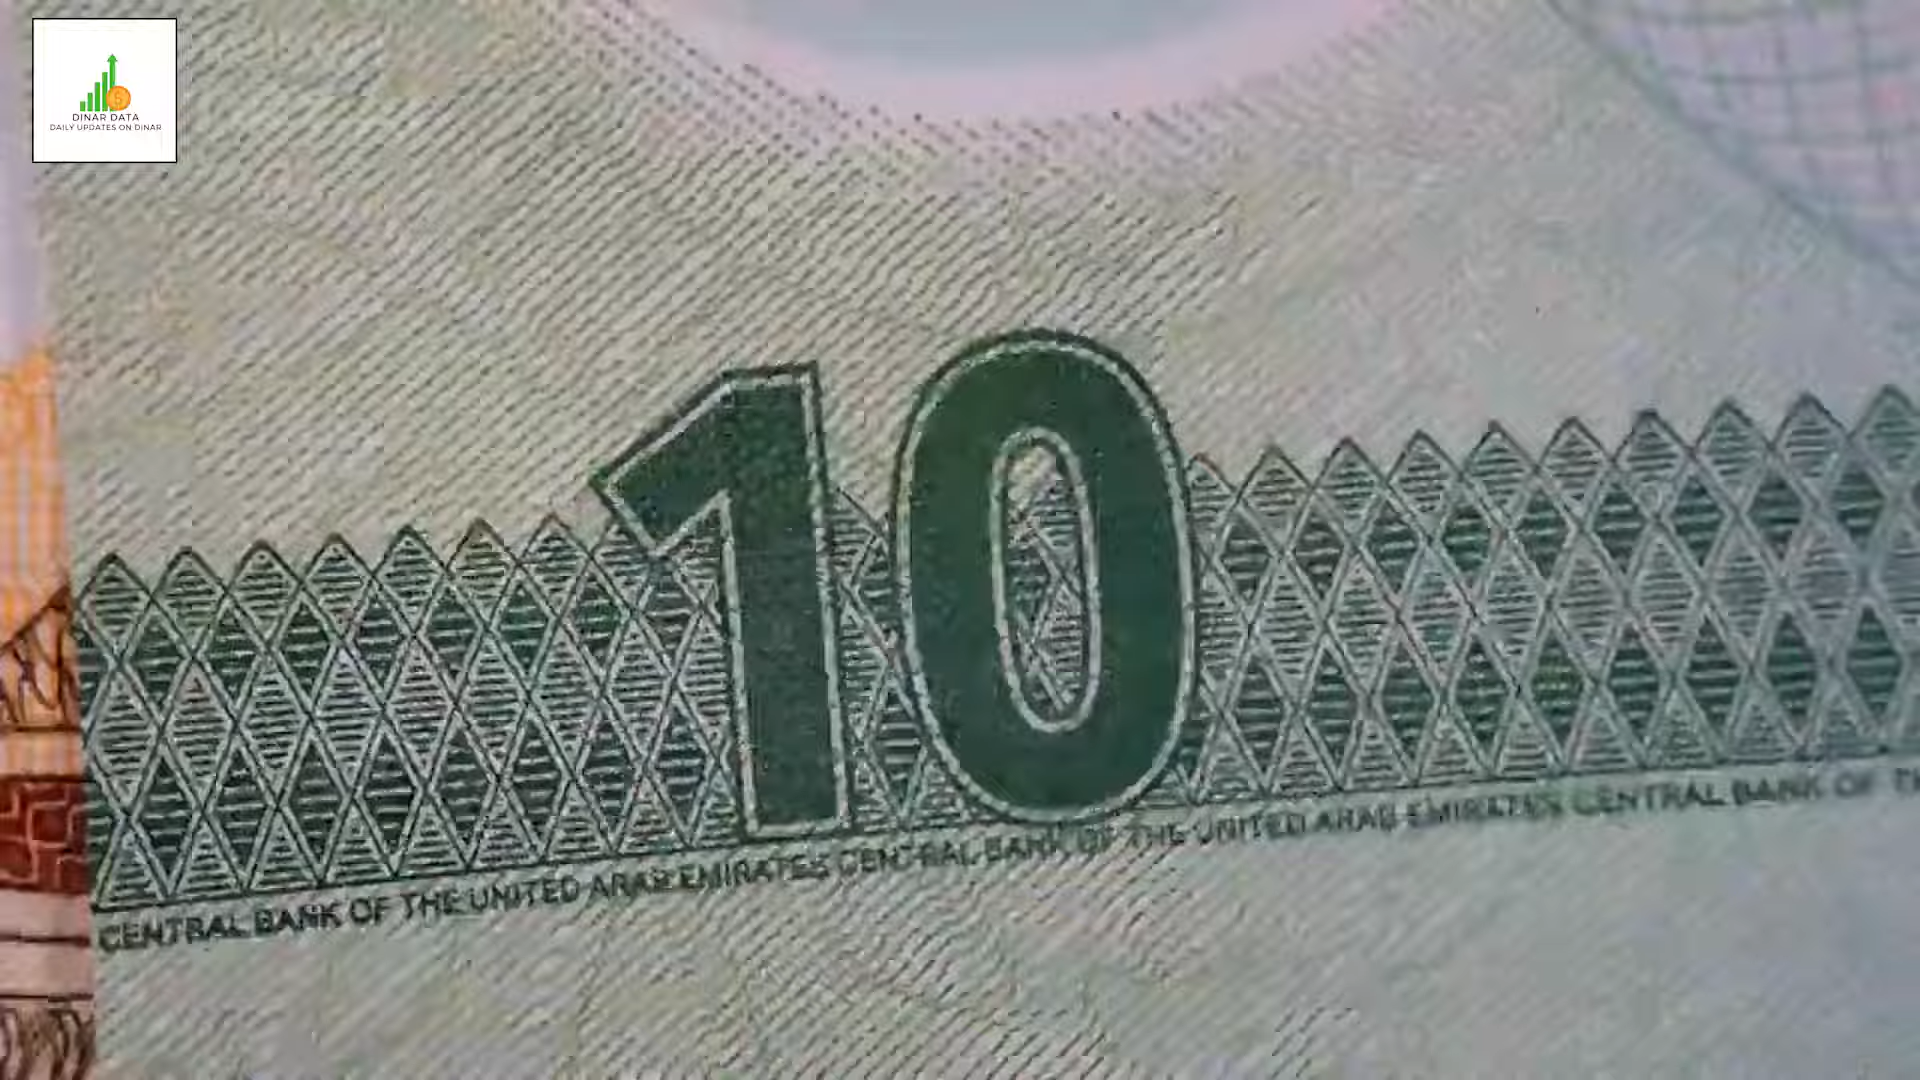 DINAR DATA
DAILY UPDATES ON DINAR
10
CENTRAL BANK OF THE UNITED ARAB EMIRATES CENTRAL BANK OF THE UNITED ARAB EMIRATES CENTRAL BANK OF